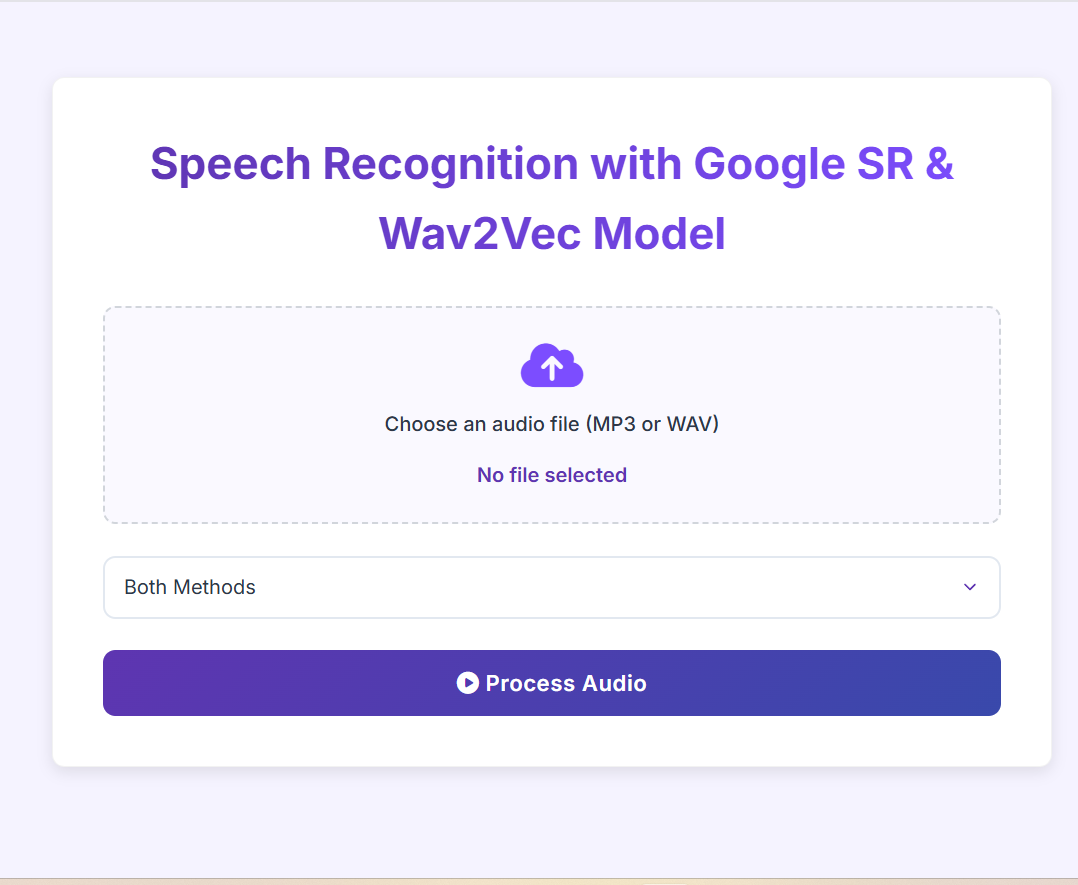 Speech Recognition with Google SR &
Wav2Vec Model
Choose an audio file (MP3 or WAV)
No file selected
Both Methods
Process Audio